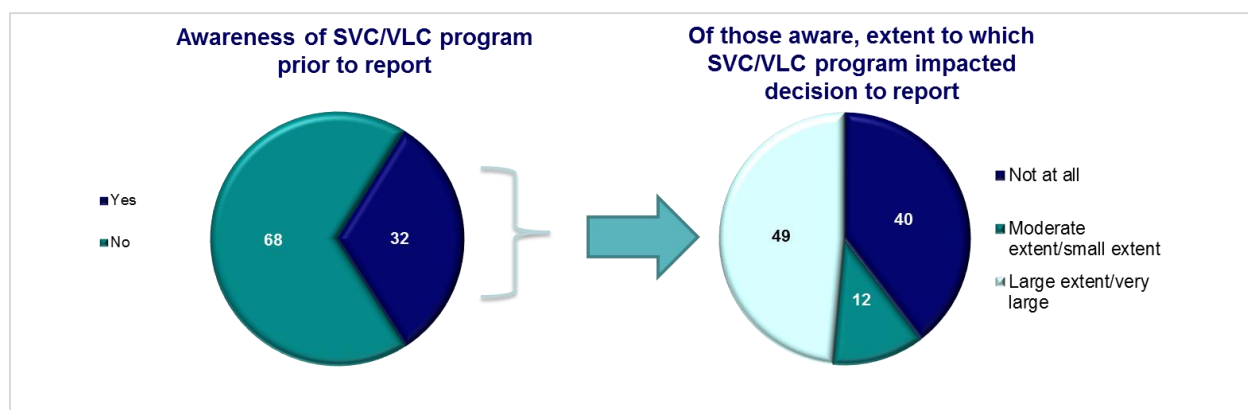 Awareness of SVC/VLC program
prior to report
Yes
No
68
32
Of those aware, extent to which
SVC/VLC program impacted
decision to report
49
40
12
Not at all
Moderate
extent/small extent
Large extent/very
large